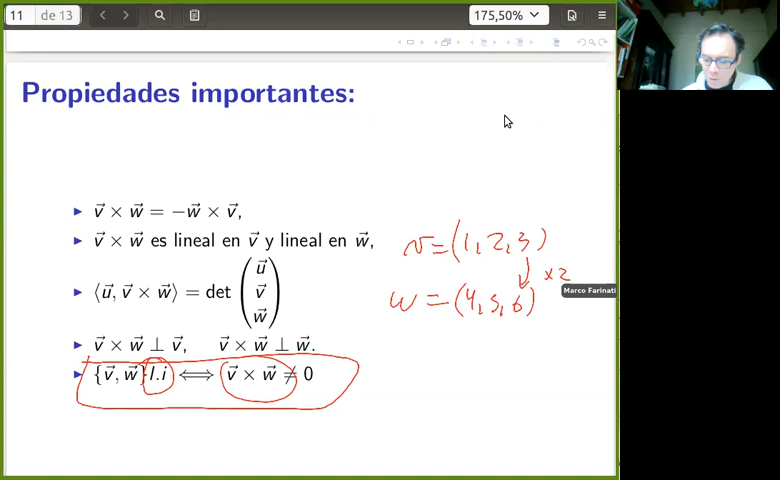 11 de 13
175,50%
Propiedades importantes:
v⃗ × w⃗ = −w⃗ × v⃗,
v⃗ × w⃗ es lineal en v⃗ y lineal en w⃗,
⟨u⃗, v⃗ × w⃗⟩ = det
u⃗
v⃗
w⃗
v⃗ × w⃗ ⊥ v⃗, v⃗ × w⃗ ⊥ w⃗.
{v⃗, w⃗} l.i ⟺ v⃗ × w⃗ ≠ 0
v = (1, 2, 3)
×2
w = (4, 5, 6)
Marco Farinati